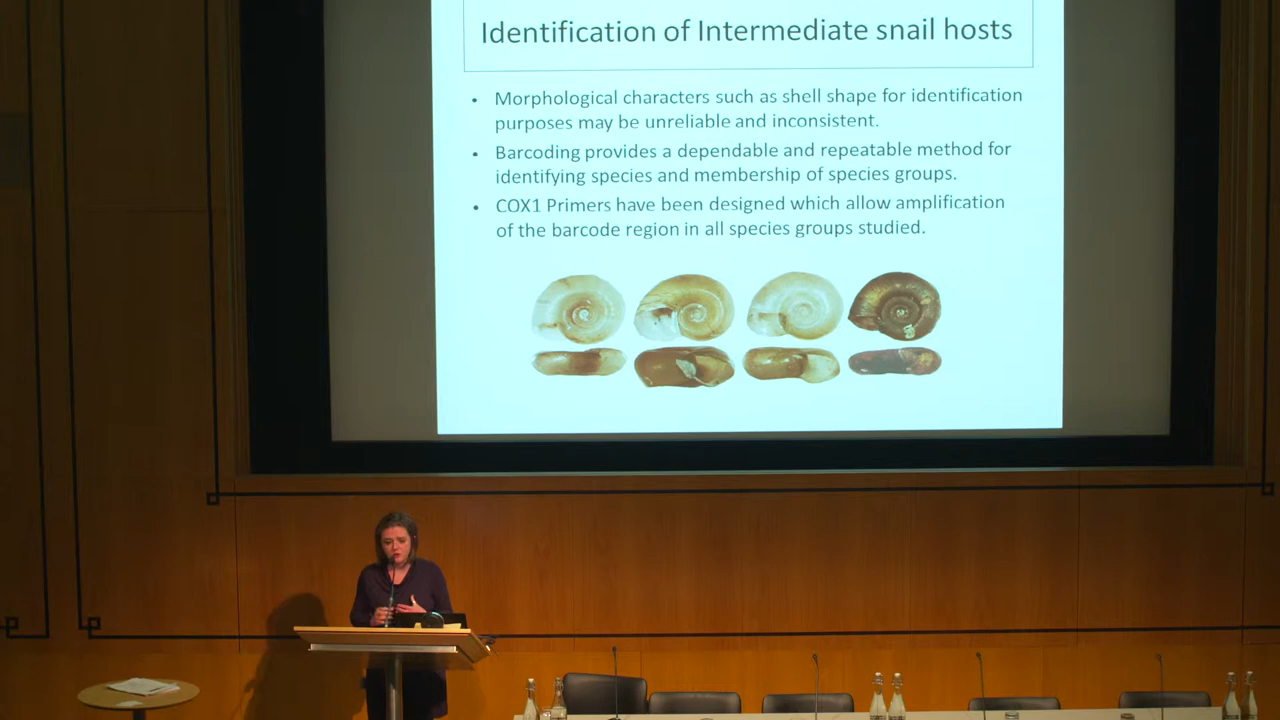 Identification of Intermediate snail hosts
• Morphological characters such as shell shape for identification
purposes may be unreliable and inconsistent.
• Barcoding provides a dependable and repeatable method for
identifying species and membership of species groups.
• COX1 Primers have been designed which allow amplification
of the barcode region in all species groups studied.